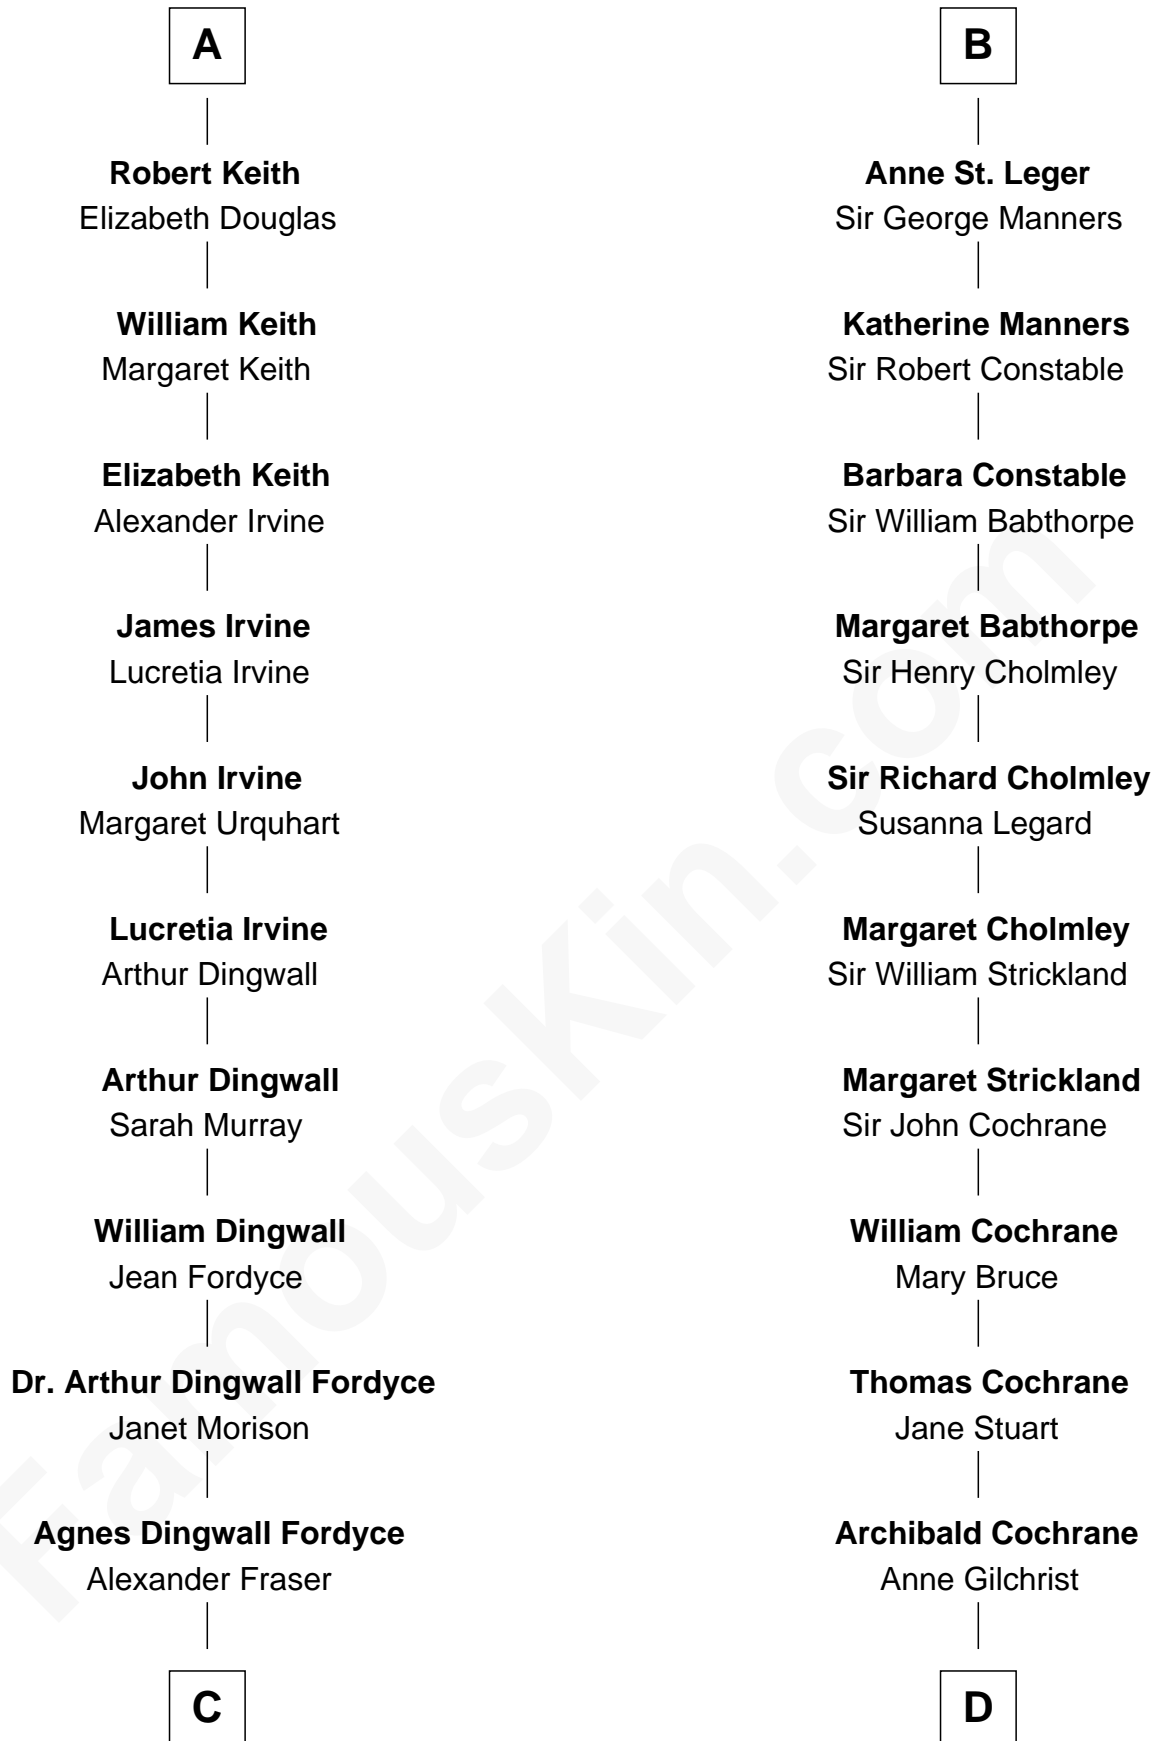 A
Robert Keith
Elizabeth Douglas
William Keith
Margaret Keith
Elizabeth Keith
Alexander Irvine
James Irvine
Lucretia Irvine
John Irvine
Margaret Urquhart
Lucretia Irvine
Arthur Dingwall
Arthur Dingwall
Sarah Murray
William Dingwall
Jean Fordyce
Dr. Arthur Dingwall Fordyce
Janet Morison
Agnes Dingwall Fordyce
Alexander Fraser
C
B
Anne St. Leger
Sir George Manners
Katherine Manners
Sir Robert Constable
Barbara Constable
Sir William Babthorpe
Margaret Babthorpe
Sir Henry Cholmley
Sir Richard Cholmley
Susanna Legard
Margaret Cholmley
Sir William Strickland
Margaret Strickland
Sir John Cochrane
William Cochrane
Mary Bruce
Thomas Cochrane
Jane Stuart
Archibald Cochrane
Anne Gilchrist
D
FamousKin.com